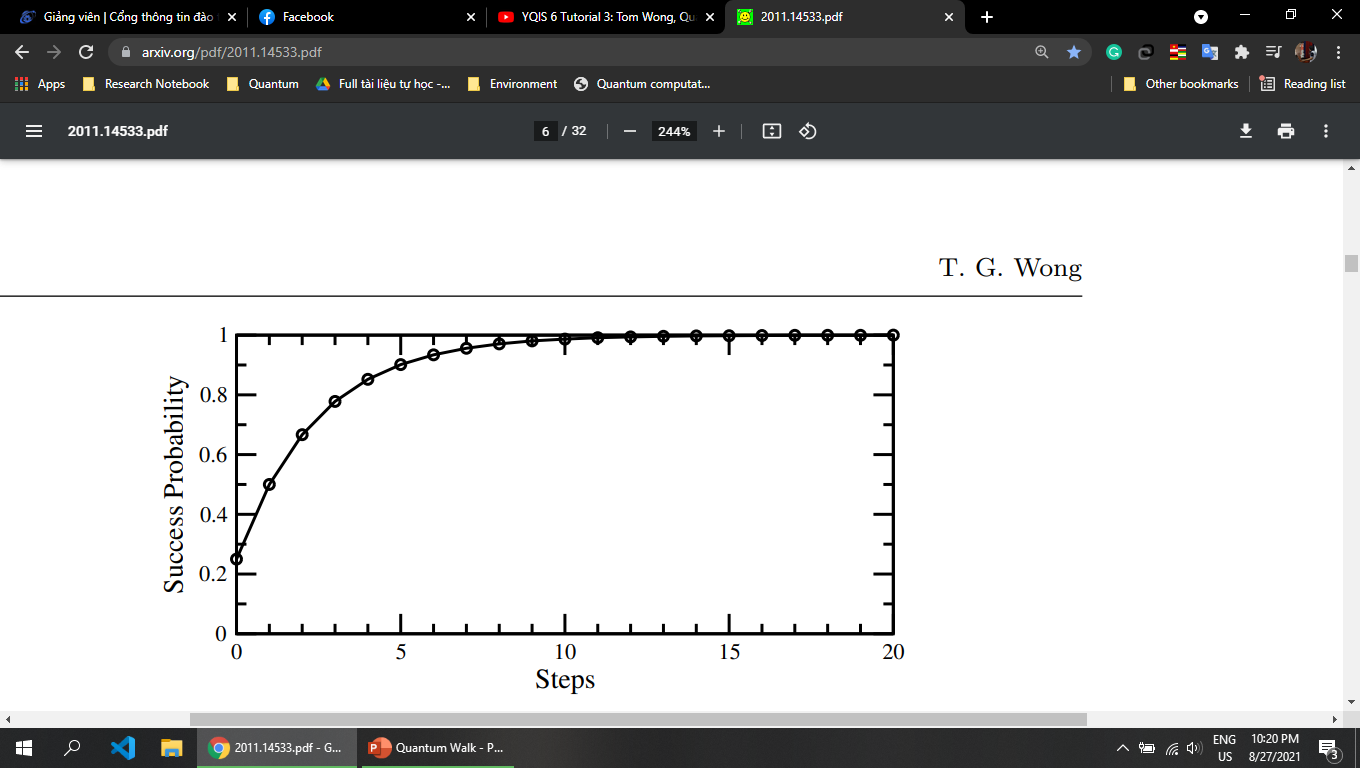 Giảng viên | Cổng thông tin đào t
Facebook
YQIS 6 Tutorial 3: Tom Wong, Qu
2011.14533.pdf
arxiv.org/pdf/2011.14533.pdf
Apps
Research Notebook
Quantum
Full tài liệu tự học -...
Environment
Quantum computat...
Other bookmarks
Reading list
2011.14533.pdf
6 / 32
244%
T. G. Wong
Success Probability
1
0.8
0.6
0.4
0.2
0
0 5 10 15 20
Steps
2011.14533.pdf - G...
Quantum Walk - P...
ENG
US
10:20 PM
8/27/2021
3